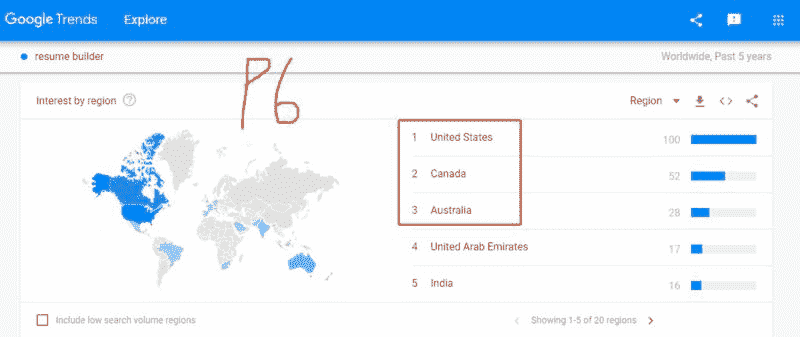 Google Trends Explore
resume builder Worldwide, Past 5 years
P6
Interest by region Region
1 United States 100
2 Canada 52
3 Australia 28
4 United Arab Emirates 17
5 India 16
Include low search volume regions Showing 1-5 of 20 regions